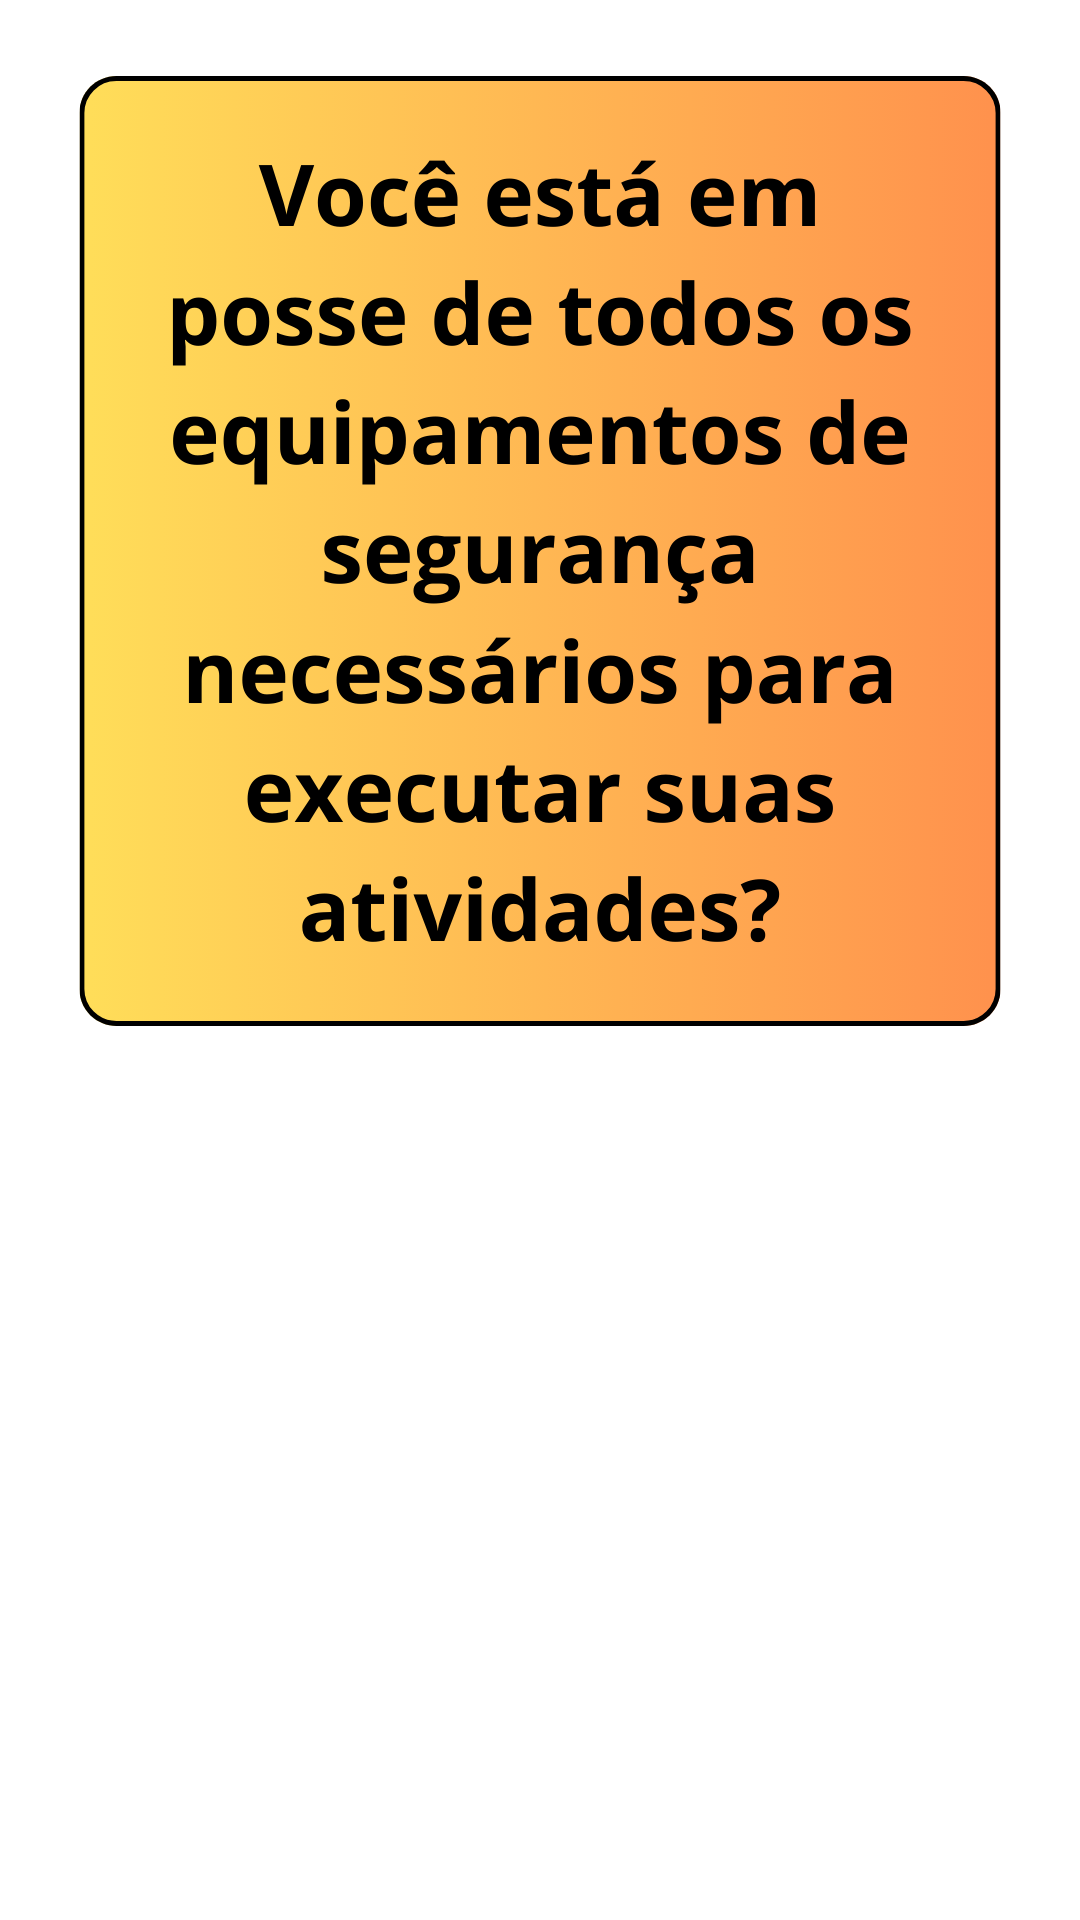 Você está em
posse de todos os
equipamentos de
segurança
necessários para
executar suas
atividades?